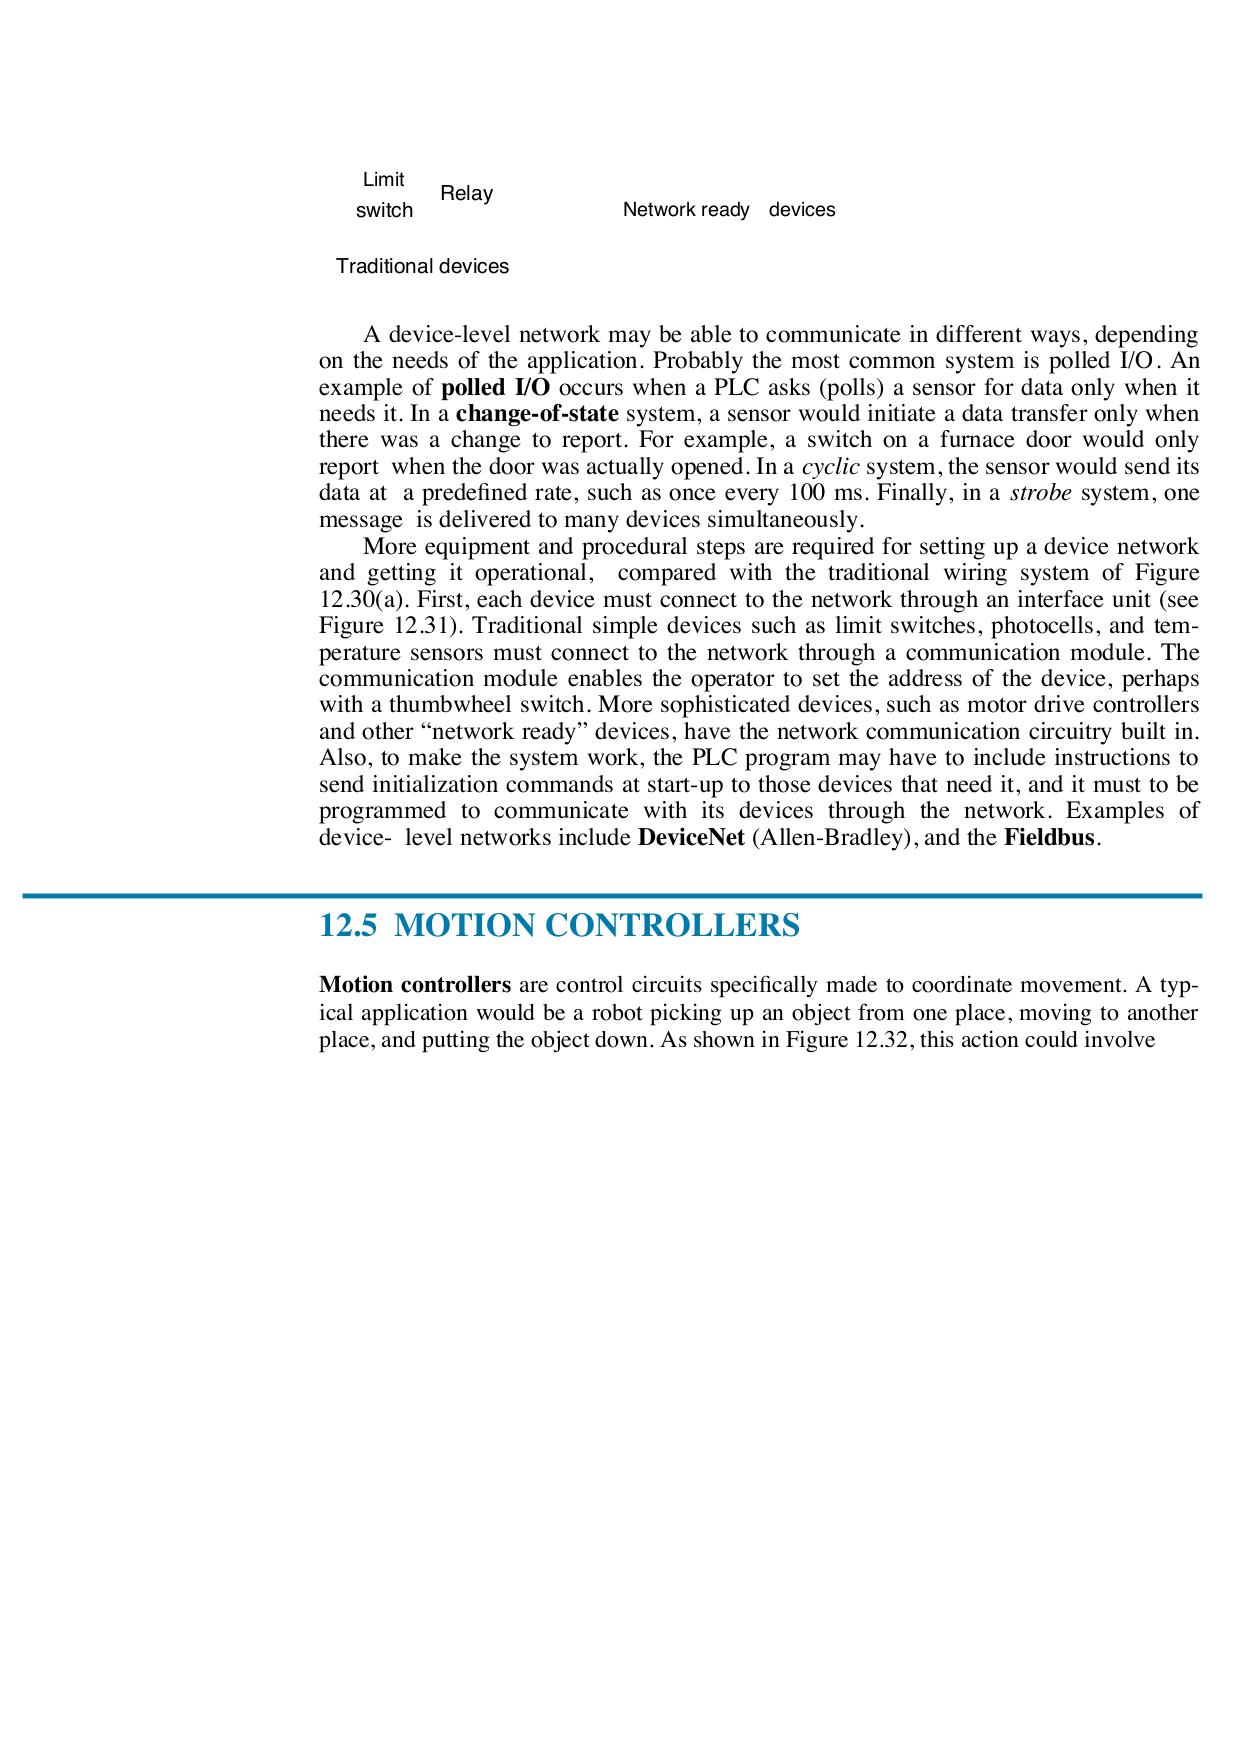 Limit
switch
Relay
Network ready devices
Traditional devices
A device-level network may be able to communicate in different ways, depending
on the needs of the application. Probably the most common system is polled I/O. An
example of polled I/O occurs when a PLC asks (polls) a sensor for data only when it
needs it. In a change-of-state system, a sensor would initiate a data transfer only when
there was a change to report. For example, a switch on a furnace door would only
report when the door was actually opened. In a cyclic system, the sensor would send its
data at a predefined rate, such as once every 100 ms. Finally, in a strobe system, one
message is delivered to many devices simultaneously.
More equipment and procedural steps are required for setting up a device network
and getting it operational, compared with the traditional wiring system of Figure
12.30(a). First, each device must connect to the network through an interface unit (see
Figure 12.31). Traditional simple devices such as limit switches, photocells, and tem-
perature sensors must connect to the network through a communication module. The
communication module enables the operator to set the address of the device, perhaps
with a thumbwheel switch. More sophisticated devices, such as motor drive controllers
and other “network ready” devices, have the network communication circuitry built in.
Also, to make the system work, the PLC program may have to include instructions to
send initialization commands at start-up to those devices that need it, and it must to be
programmed to communicate with its devices through the network. Examples of
device- level networks include DeviceNet (Allen-Bradley), and the Fieldbus.
12.5 MOTION CONTROLLERS
Motion controllers are control circuits specifically made to coordinate movement. A typ-
ical application would be a robot picking up an object from one place, moving to another
place, and putting the object down. As shown in Figure 12.32, this action could involve